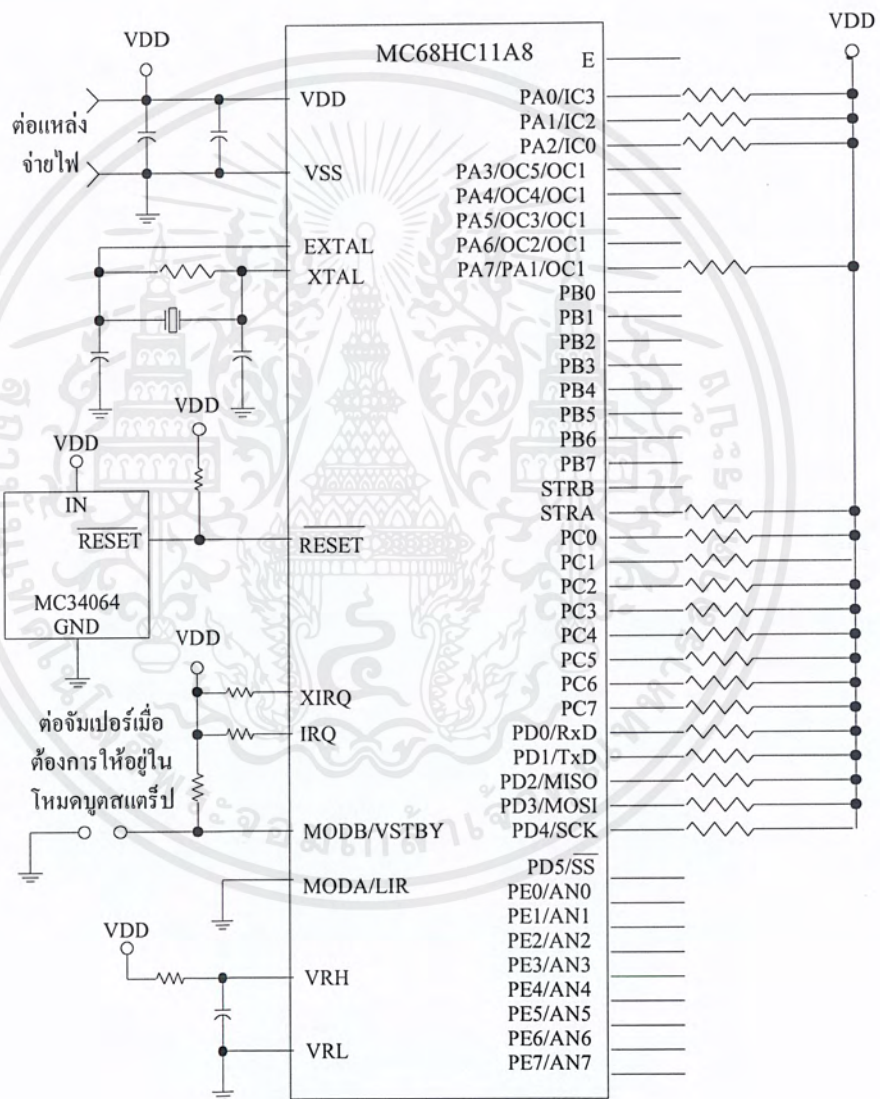 MC68HC11A8
VDD
ต่อแหล่ง
จ่ายไฟ
VDD
VSS
EXTAL
XTAL
VDD
VDD
IN
RESET
MC34064
GND
RESET
VDD
XIRQ
IRQ
ต่อจัมเปอร์เมื่อ
ต้องการให้อยู่ใน
โหมดบูตสแตร็ป
MODB/VSTBY
MODA/LIR
VDD
VRH
VRL
VDD
E
PA0/IC3
PA1/IC2
PA2/IC0
PA3/OC5/OC1
PA4/OC4/OC1
PA5/OC3/OC1
PA6/OC2/OC1
PA7/PA1/OC1
PB0
PB1
PB2
PB3
PB4
PB5
PB6
PB7
STRB
STRA
PC0
PC1
PC2
PC3
PC4
PC5
PC6
PC7
PD0/RxD
PD1/TxD
PD2/MISO
PD3/MOSI
PD4/SCK
PD5/SS
PE0/AN0
PE1/AN1
PE2/AN2
PE3/AN3
PE4/AN4
PE5/AN5
PE6/AN6
PE7/AN7